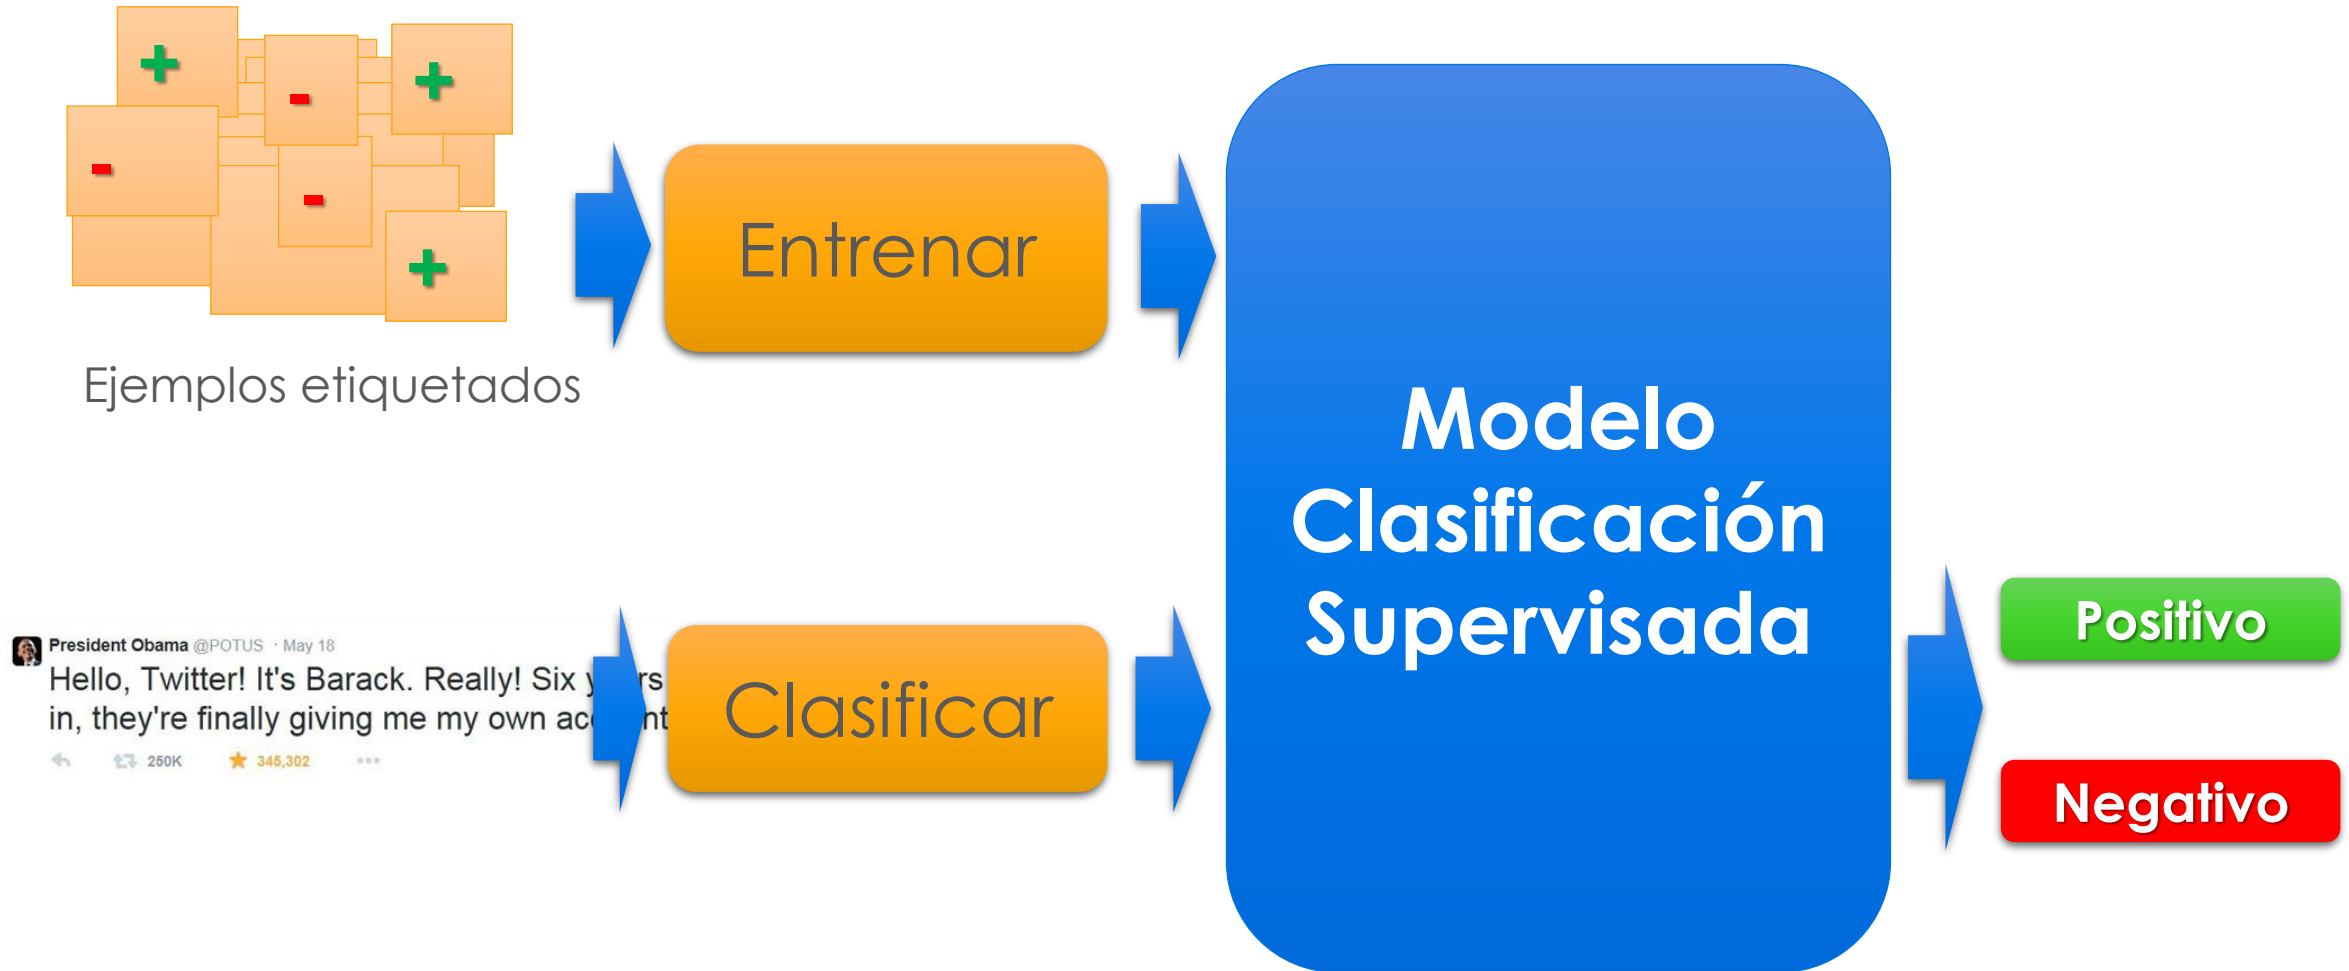 +
-
+
-
-
+
Entrenar
Ejemplos etiquetados
Modelo
Clasificación
Supervisada
President Obama @POTUS · May 18
Hello, Twitter! It's Barack. Really! Six
in, they're finally giving me my own
250K 345,302
Clasificar
Positivo
Negativo